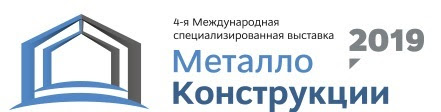 4-я Международная
специализированная выставка 2019
Металло
Конструкции